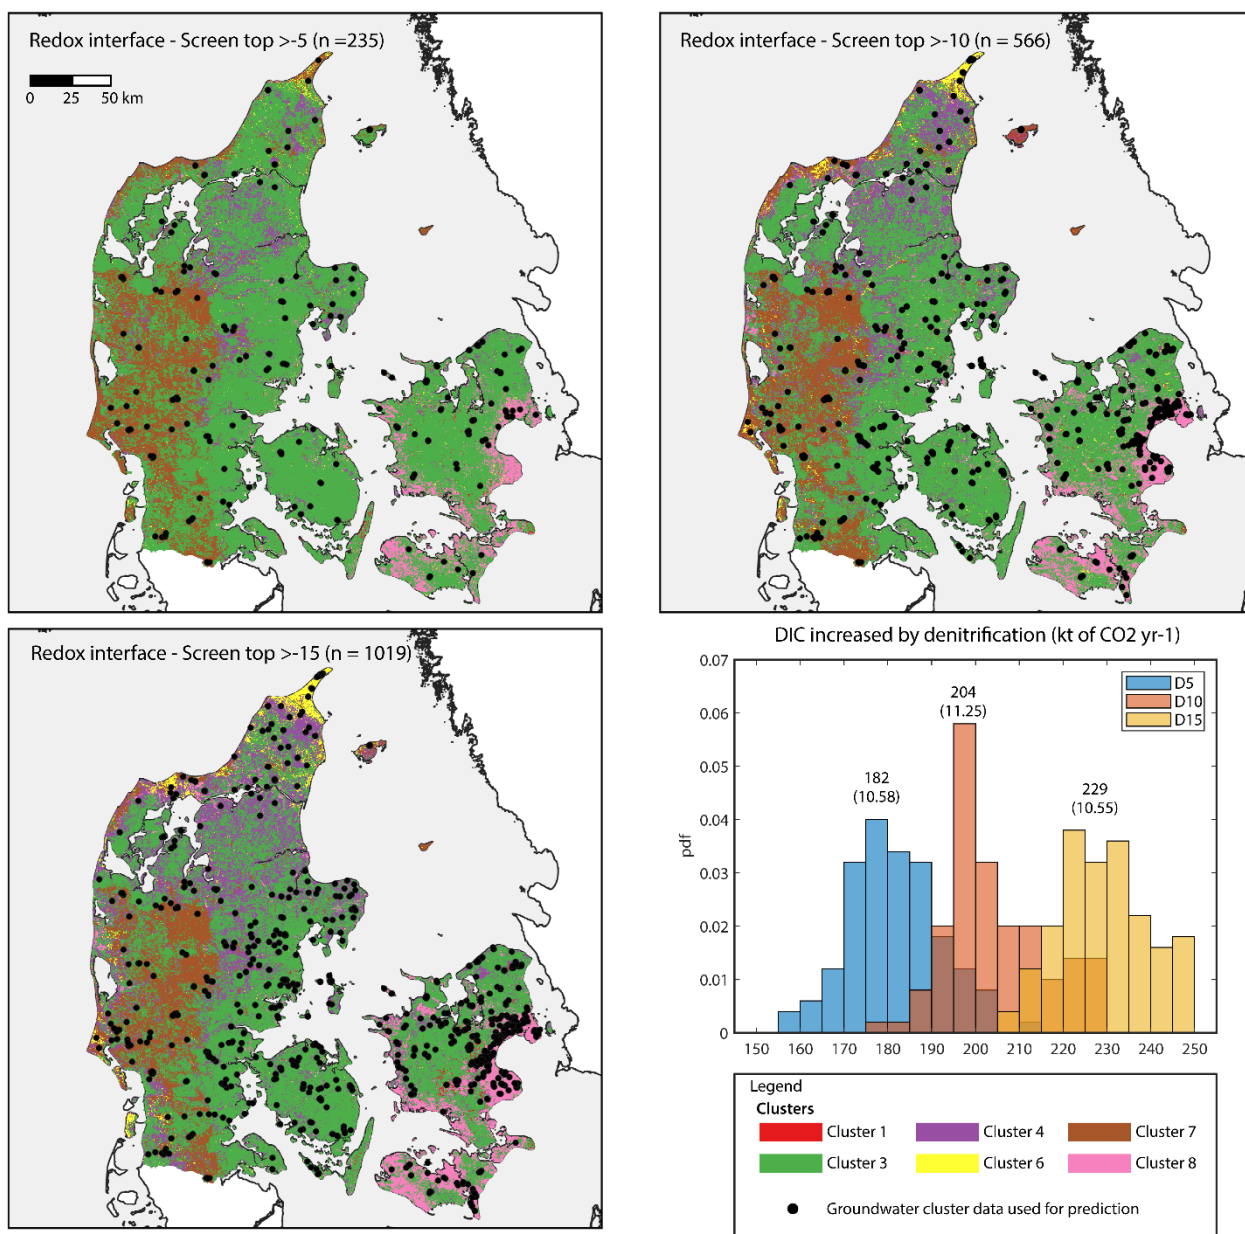 Redox interface - Screen top >-5 (n =235)
0 25 50 km
Redox interface - Screen top >-10 (n = 566)
Redox interface - Screen top >-15 (n = 1019)
DIC increased by denitrification (kt of CO2 yr-1)
0.07
0.06
0.05
0.04
0.03
0.02
0.01
0
pdf
204
(11.25)
182
(10.58)
229
(10.55)
D5
D10
D15
150 160 170 180 190 200 210 220 230 240 250
Legend
Clusters
Cluster 1 Cluster 4 Cluster 7
Cluster 3 Cluster 6 Cluster 8
Groundwater cluster data used for prediction